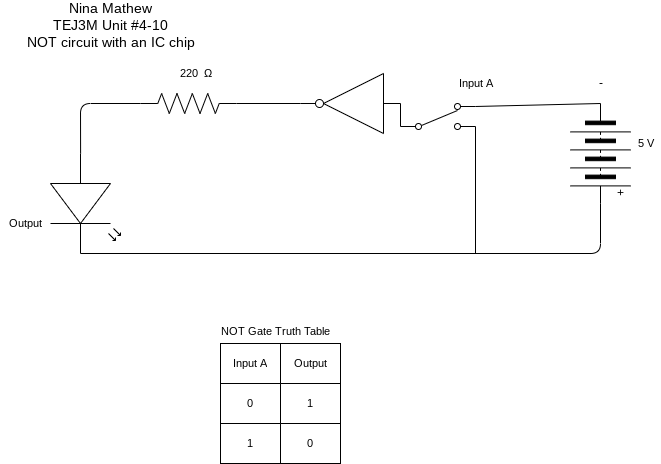 Nina Mathew
TEJ3M Unit #4-10
NOT circuit with an IC chip
220 Ω
Input A
-
5 V
+
Output
NOT Gate Truth Table
Input A Output
0 1
1 0